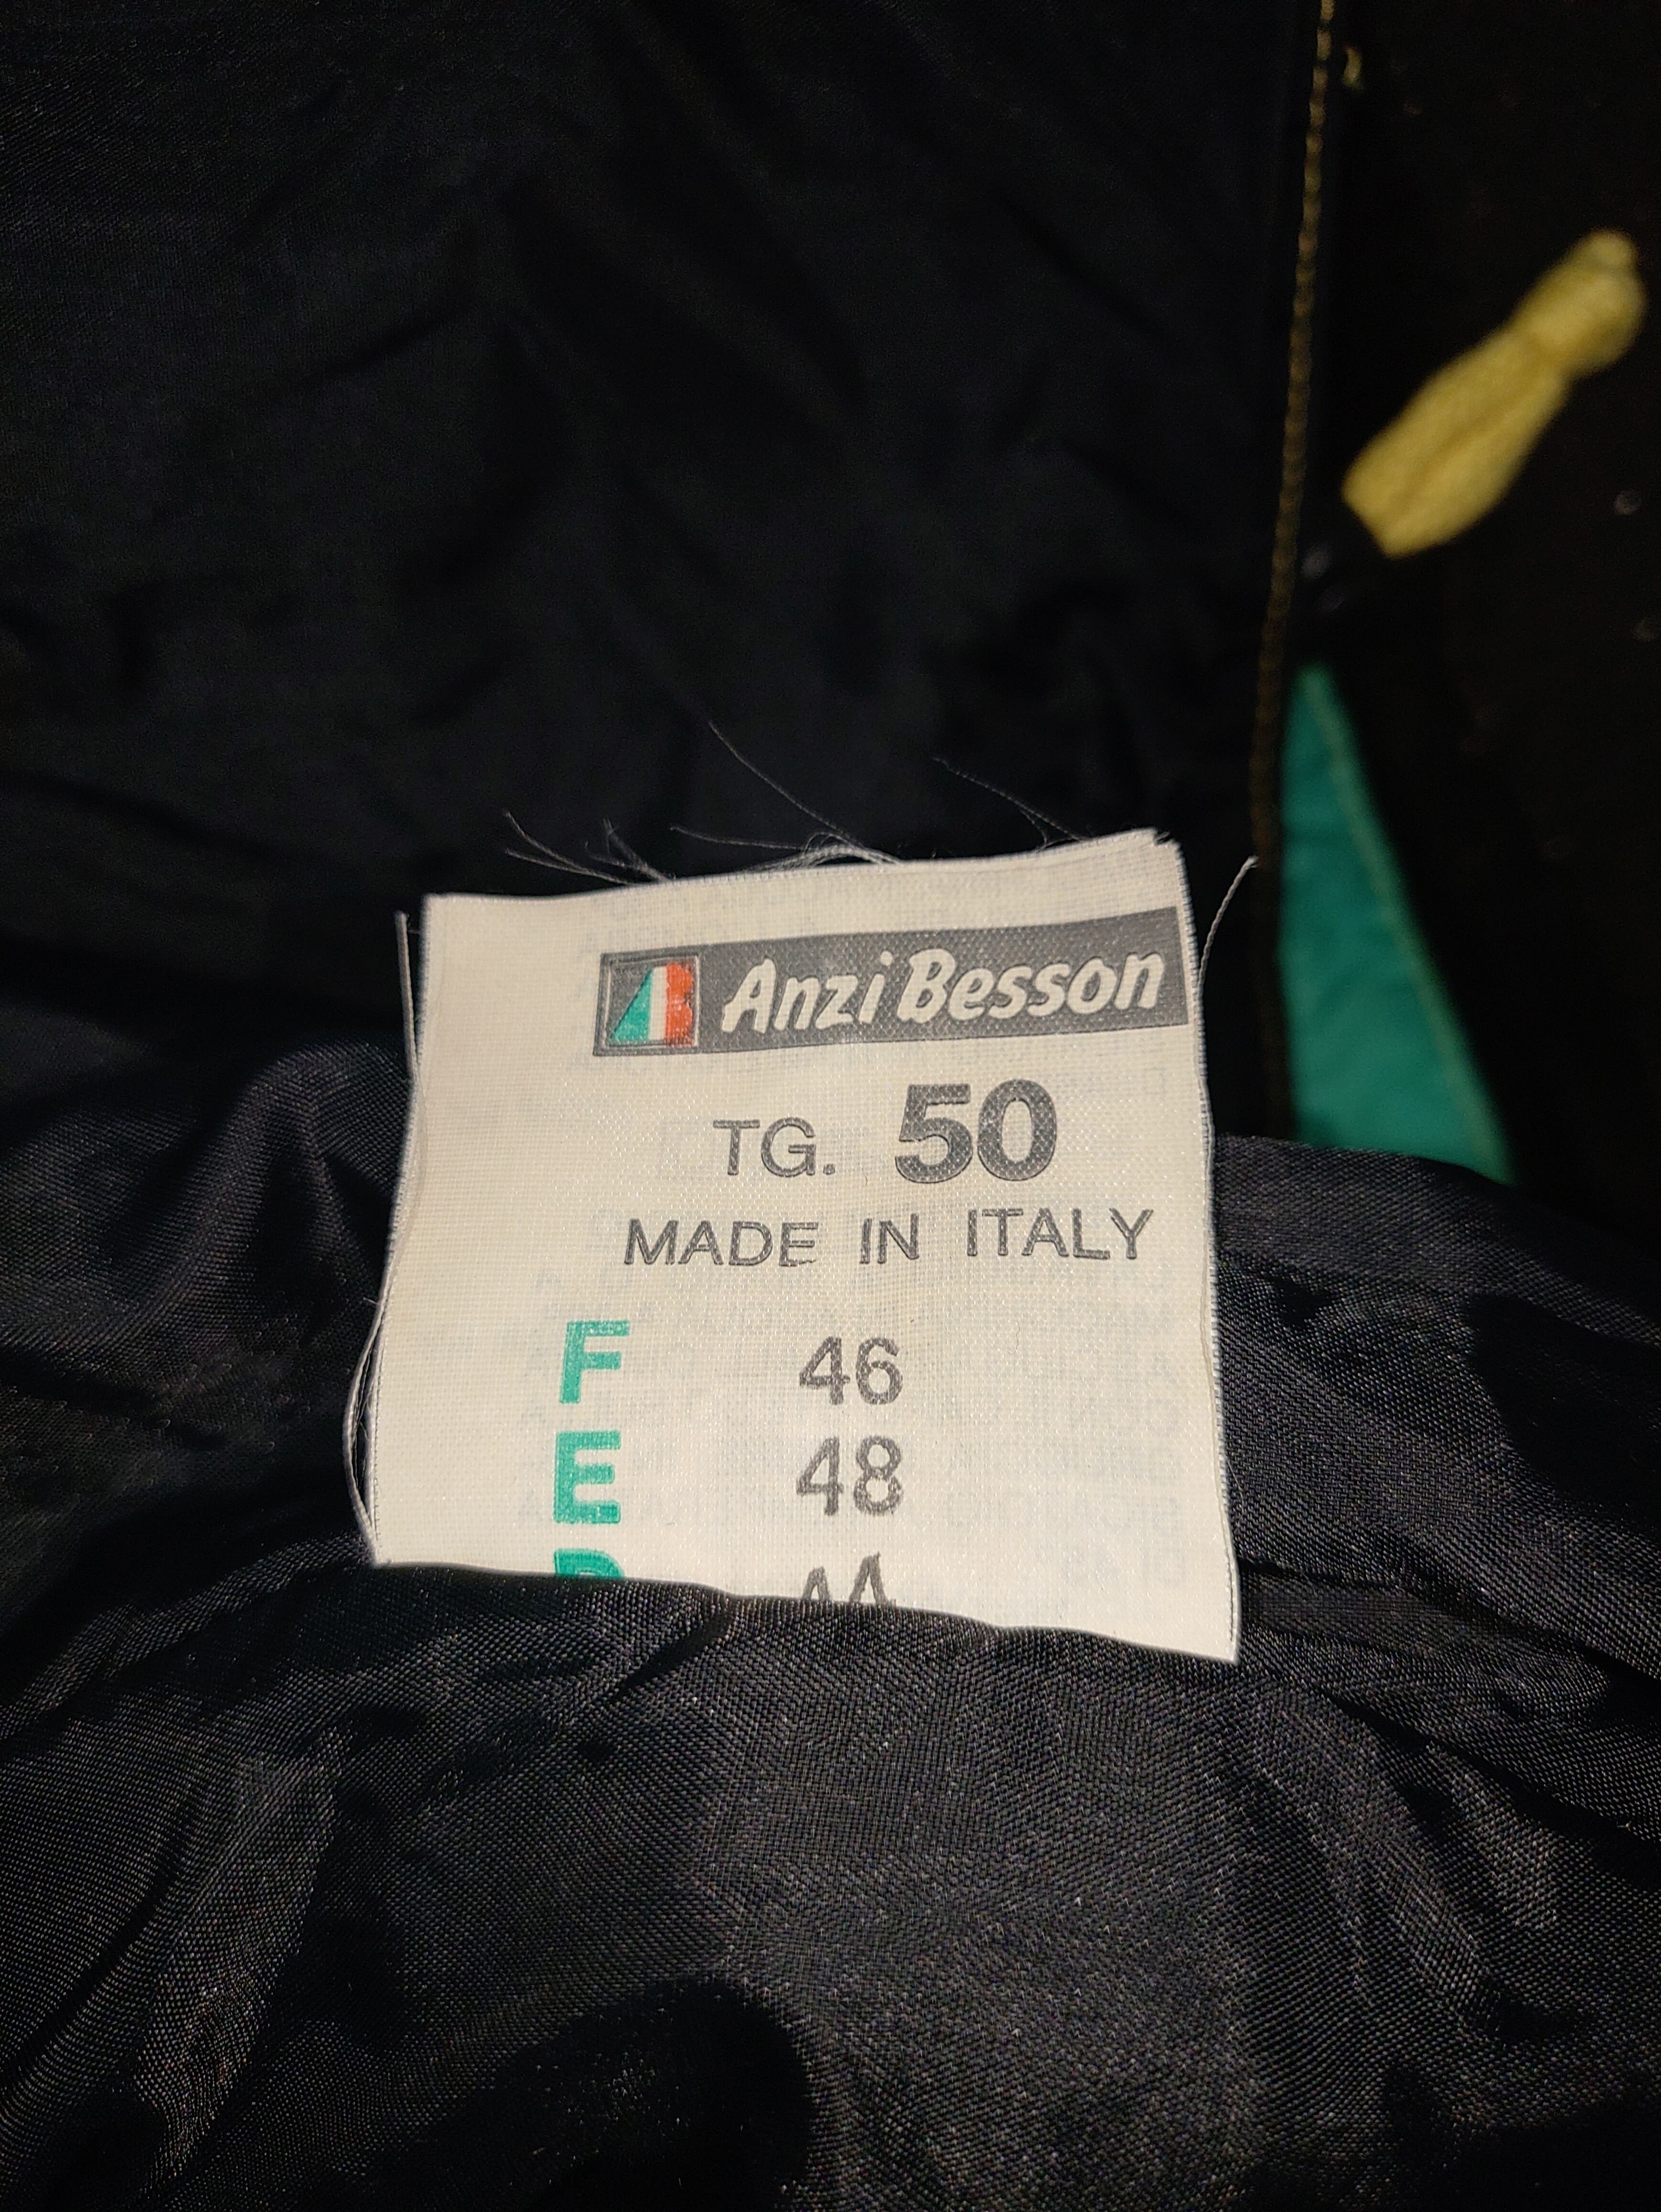 Anzi Besson
TG. 50
MADE IN ITALY
F 46
E 48